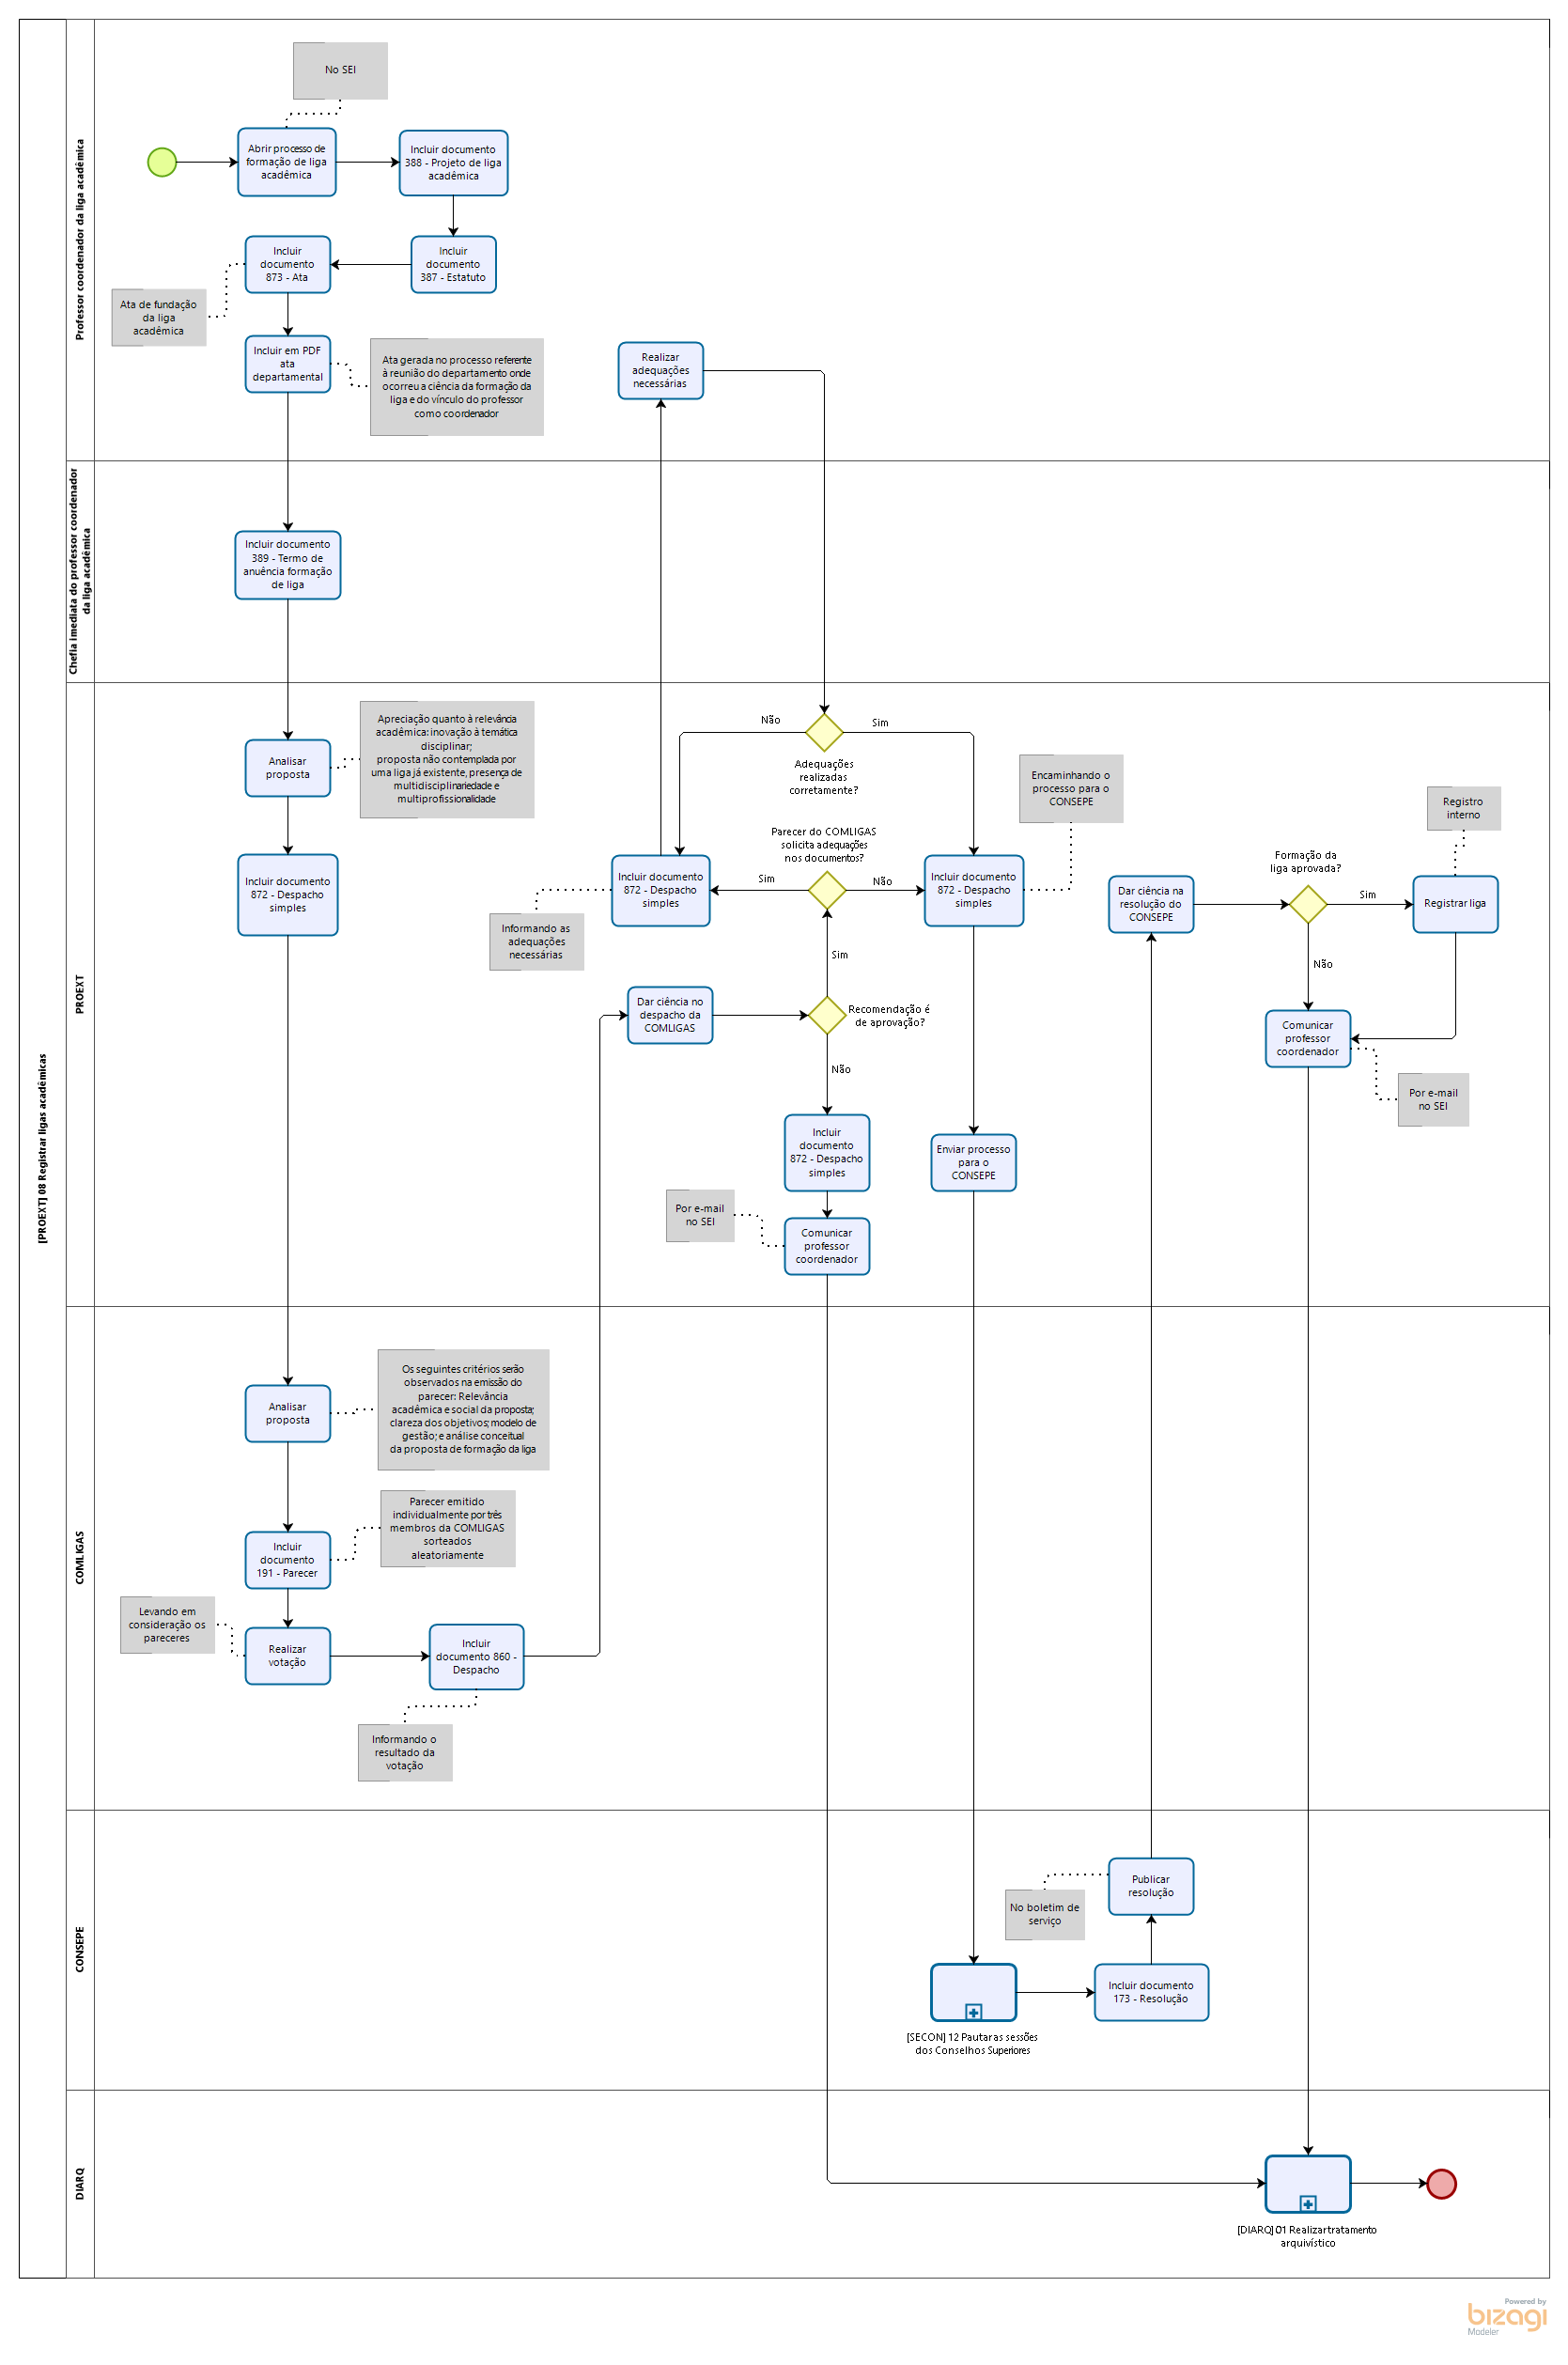 [PROEXT] 08 Registrar ligas acadêmicas
Professor coordenador da liga acadêmica
No SEI
Abrir processo de
formação de liga
acadêmica
Incluir documento
388 - Projeto de liga
acadêmica
Incluir
documento
873 - Ata
Incluir
documento
387 - Estatuto
Ata de fundação
da liga
acadêmica
Incluir em PDF
ata
departamental
Ata gerada no processo referente
à reunião do departamento onde
ocorreu a ciência da formação da
liga e do vínculo do professor
como coordenador
Realizar
adequações
necessárias
Chefia imediata do professor coordenador
da liga acadêmica
Incluir documento
389 - Termo de
anuência formação
de liga
PROEXT
Analisar
proposta
Apreciação quanto à relevância
acadêmica: inovação à temática
disciplinar;
proposta não contemplada por
uma liga já existente, presença de
multidisciplinariedade e
multiprofissionalidade
Incluir documento
872 - Despacho
simples
Não
Sim
Adequações
realizadas
corretamente?
Encaminhando o
processo para o
CONSEPE
Parecer do COMLIGAS
solicita adequações
nos documentos?
Incluir documento
872 - Despacho
simples
Sim
Não
Incluir documento
872 - Despacho
simples
Informando as
adequações
necessárias
Sim
Dar ciência no
despacho da
COMLIGAS
Recomendação é
de aprovação?
Não
Incluir
documento
872 - Despacho
simples
Enviar processo
para o
CONSEPE
Por e-mail
no SEI
Comunicar
professor
coordenador
Dar ciência na
resolução do
CONSEPE
Formação da
liga aprovada?
Sim
Registro
interno
Registrar liga
Não
Comunicar
professor
coordenador
Por e-mail
no SEI
COMLIGAS
Analisar
proposta
Os seguintes critérios serão
observados na emissão do
parecer: Relevância
acadêmica e social da proposta;
clareza dos objetivos; modelo de
gestão; e análise conceitual
da proposta de formação da liga
Incluir
documento
191 - Parecer
Parecer emitido
individualmente por três
membros da COMLIGAS
sorteados
aleatoriamente
Levando em
consideração os
pareceres
Realizar
votação
Incluir
documento 860 -
Despacho
Informando o
resultado da
votação
CONSEPE
Publicar
resolução
No boletim de
serviço
Incluir documento
173 - Resolução
[SECON] 12 Pautar as sessões
dos Conselhos Superiores
DIARQ
[DIARQ] 01 Realizar tratamento
arquivístico
Powered by
bizagi
Modeler